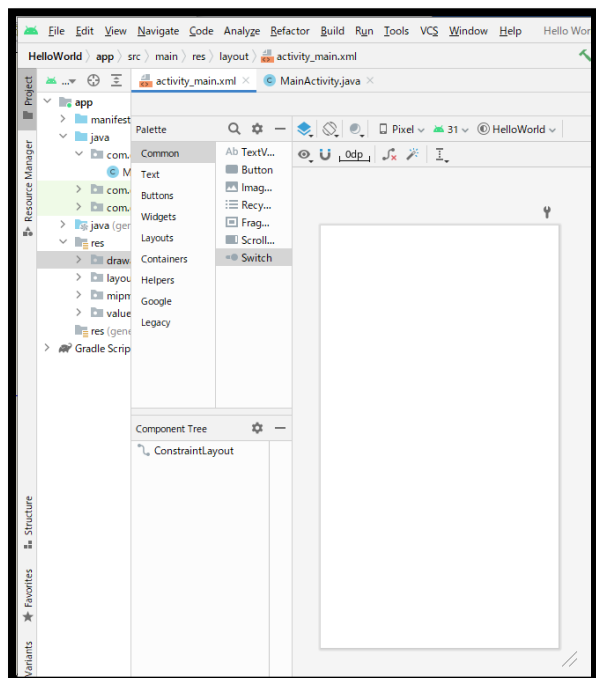 File Edit View Navigate Code Analyze Refactor Build Run Tools VCS Window Help Hello Wor
HelloWorld app src main res layout activity_main.xml
Project
Resource Manager
Structure
Favorites
Variants
...
activity_main.xml
MainActivity.java
app
manifest
java
com.
M
com.
com.
java (ger
res
draw
layou
mipm
value
res (gene
Gradle Scrip
Palette
Common
Text
Buttons
Widgets
Layouts
Containers
Helpers
Google
Legacy
Ab TextV...
Button
Imag...
Recy...
Frag...
Scroll...
Switch
Pixel 31 HelloWorld
0dp
Component Tree
ConstraintLayout